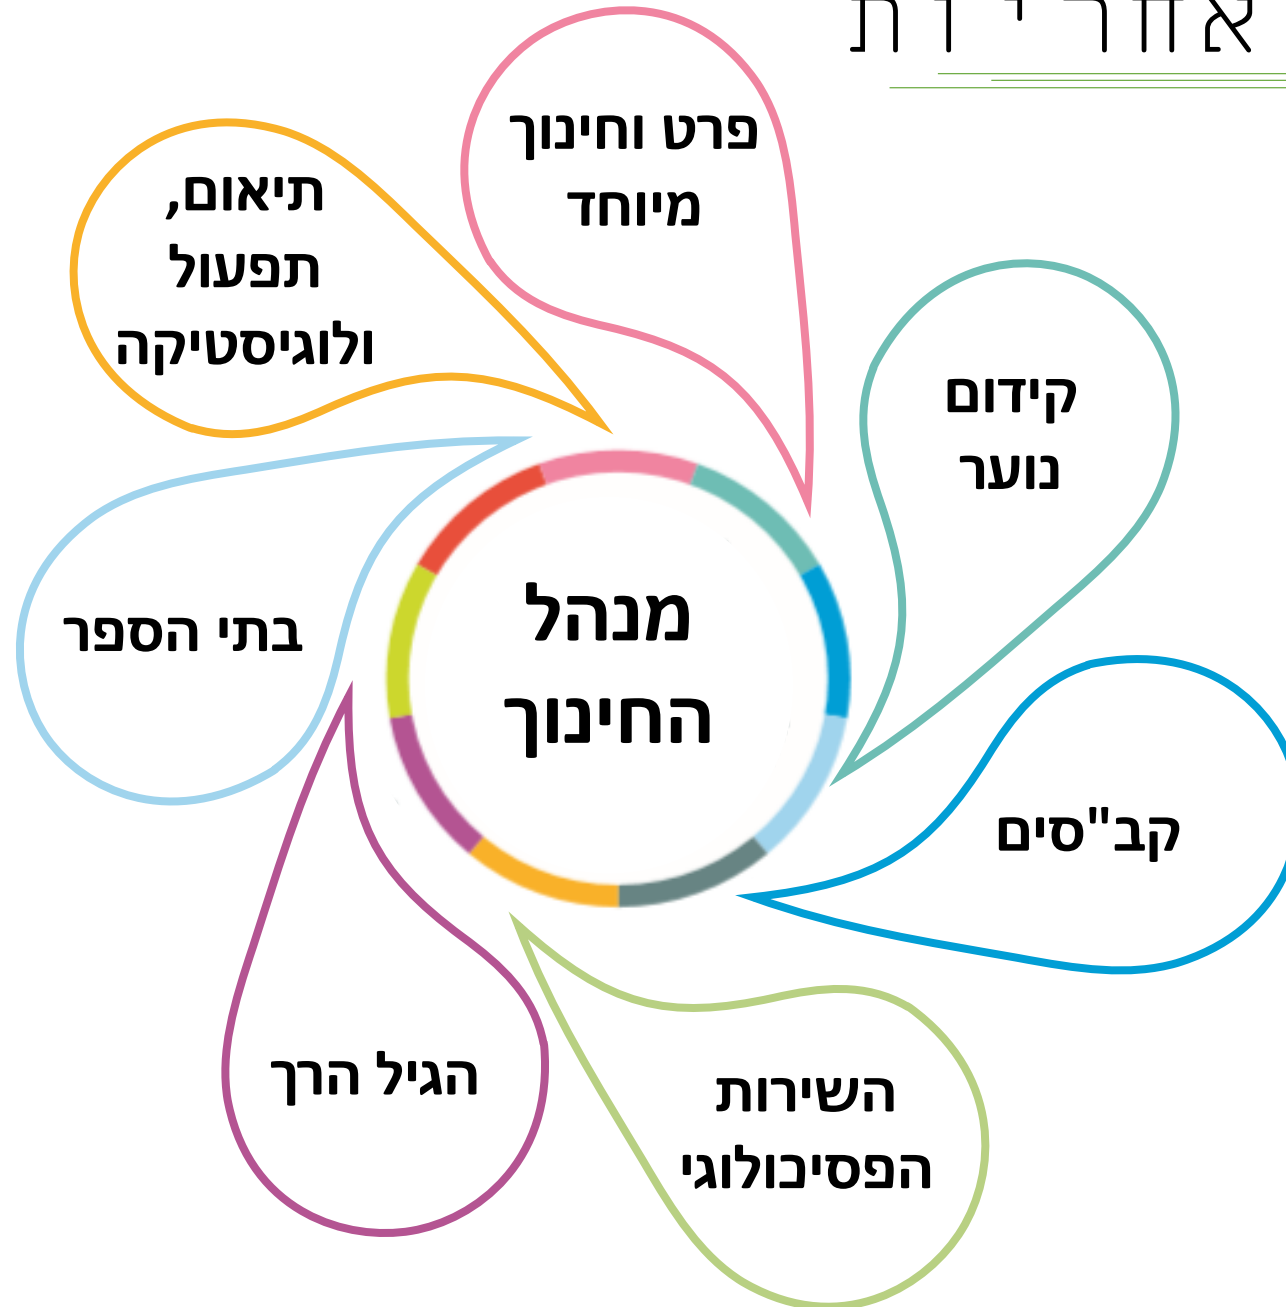 אחריות
פרט וחינוך
מיוחד
תיאום,
תפעול
ולוגיסטיקה
קידום
נוער
בתי הספר
מנהל
החינוך
קב"סים
הגיל הרך
השירות
הפסיכולוגי